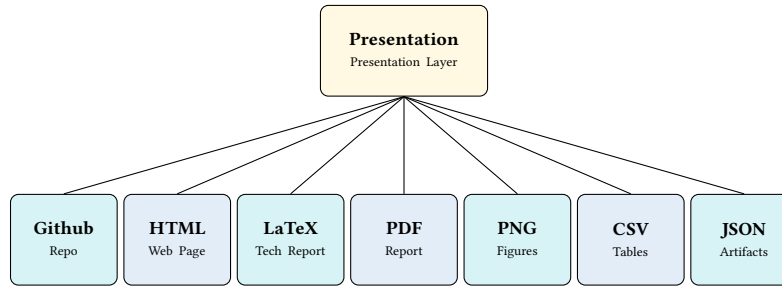 Presentation
Presentation Layer
Github
Repo
HTML
Web Page
LaTeX
Tech Report
PDF
Report
PNG
Figures
CSV
Tables
JSON
Artifacts